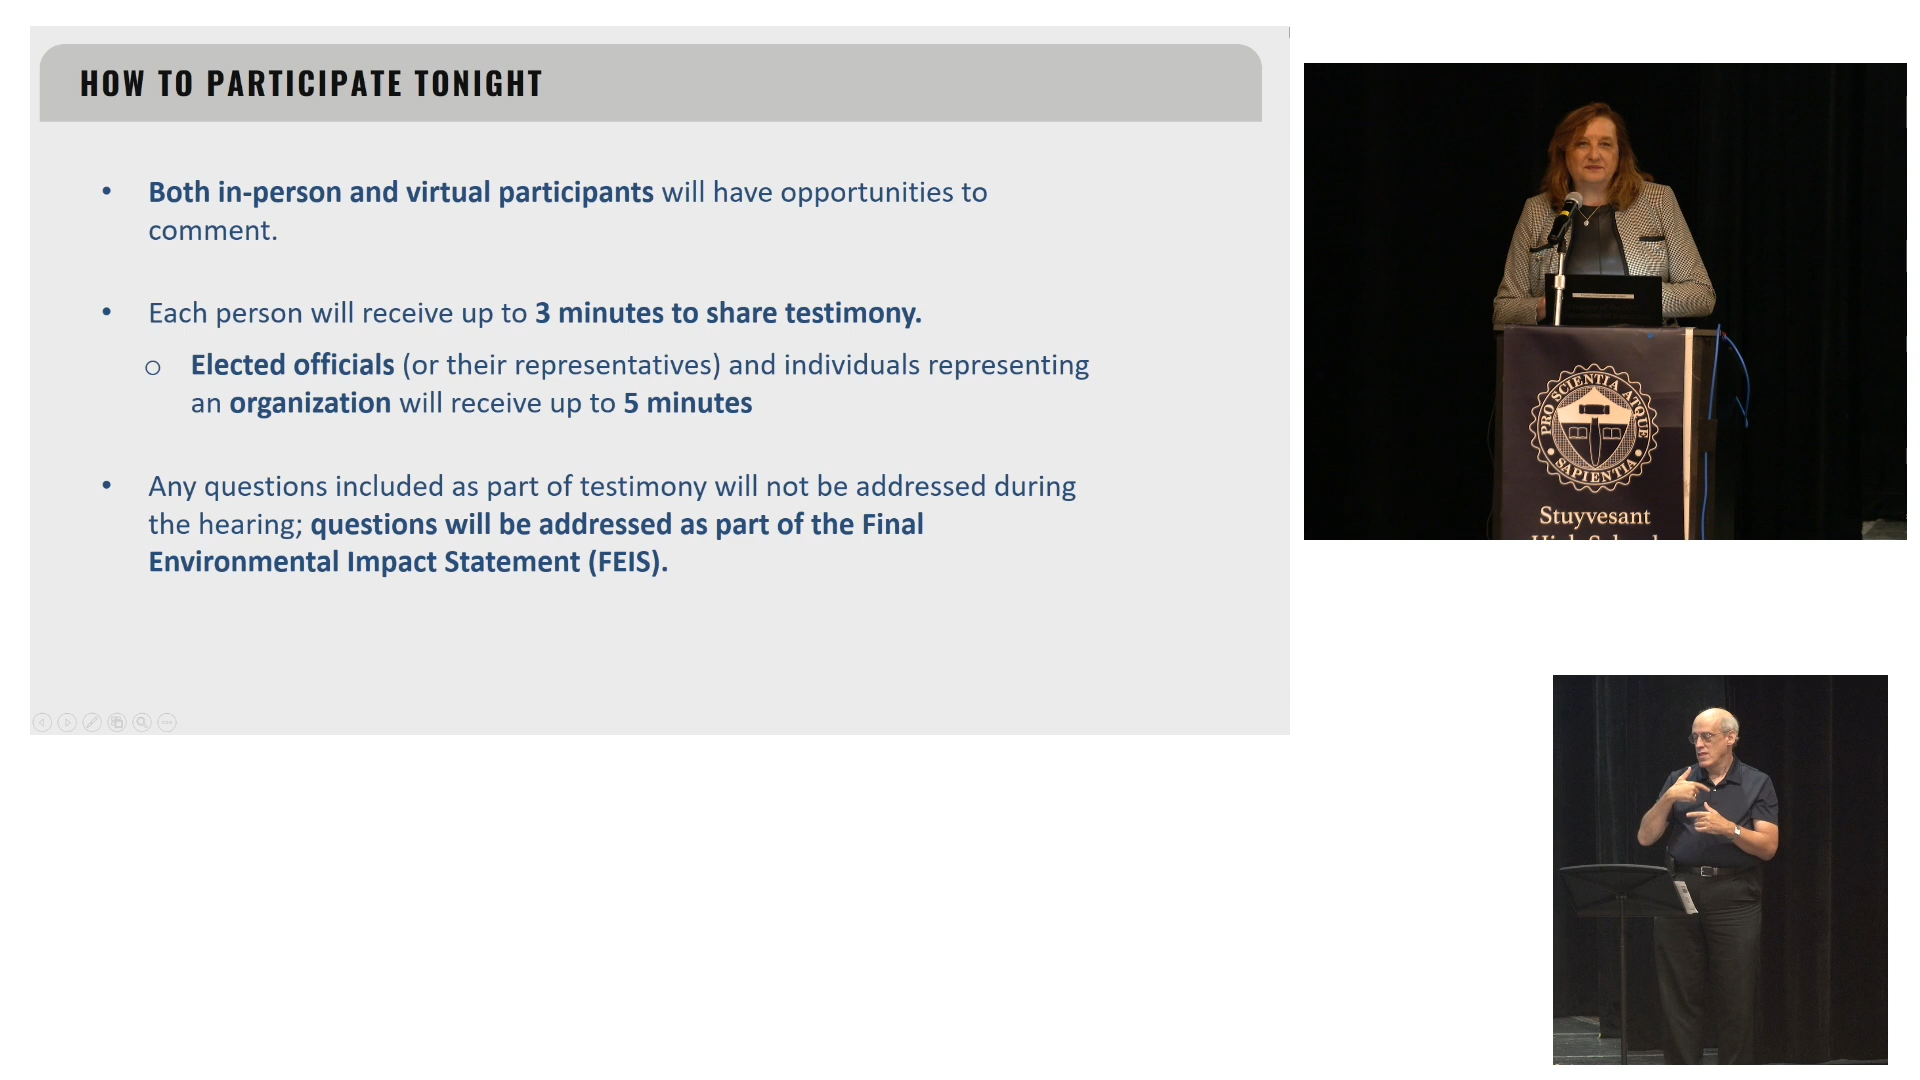 HOW TO PARTICIPATE TONIGHT
• Both in-person and virtual participants will have opportunities to
comment.
• Each person will receive up to 3 minutes to share testimony.
o Elected officials (or their representatives) and individuals representing
an organization will receive up to 5 minutes
• Any questions included as part of testimony will not be addressed during
the hearing; questions will be addressed as part of the Final
Environmental Impact Statement (FEIS).
PRO SCIENTIA ATQUE
SAPIENTIA
Stuyvesant
High School